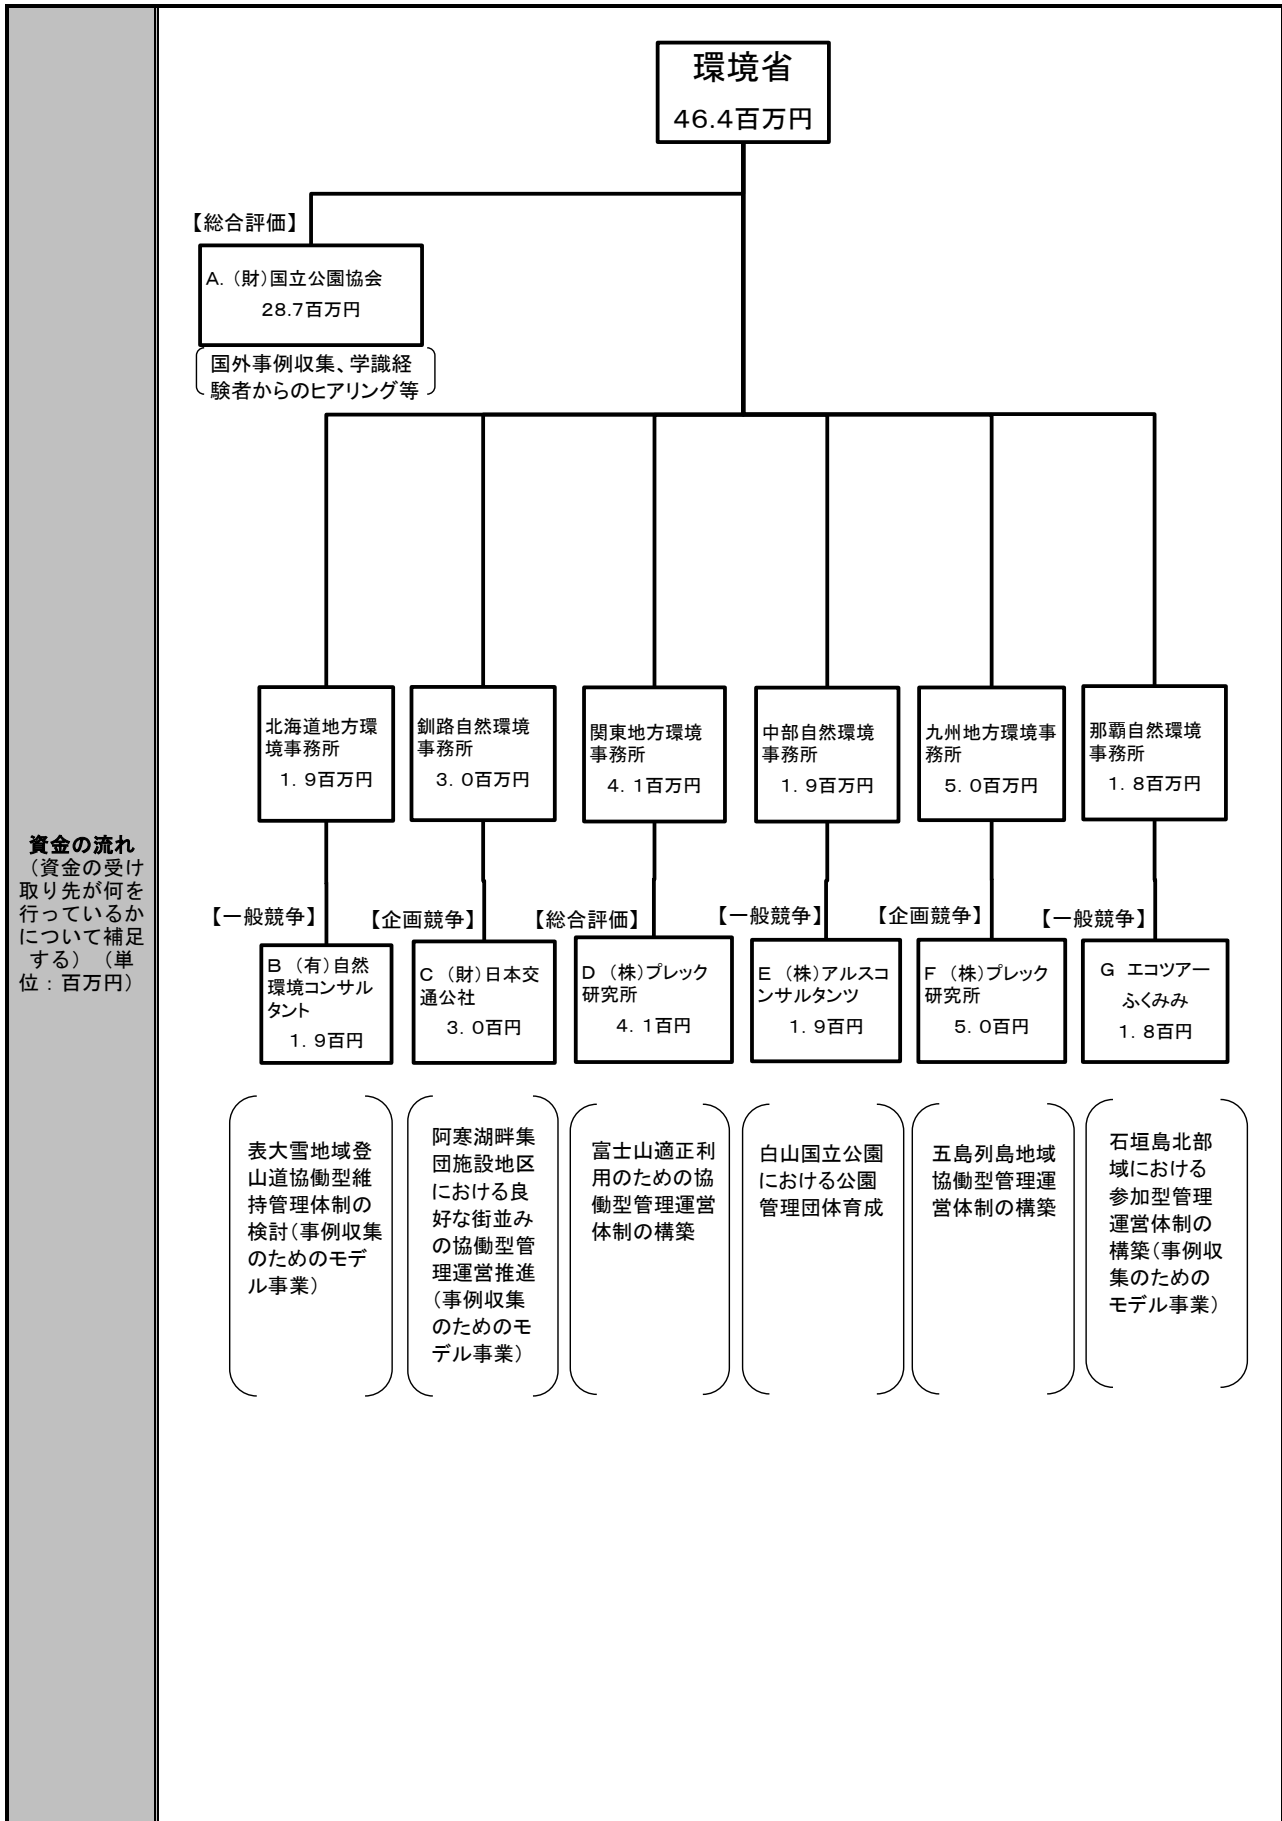 環境省
46.4百万円
【総合評価】
A. （財）国立公園協会
28.7百万円
国外事例収集、学識経
験者からのヒアリング等
資金の流れ
（資金の受け
取り先が何を
行っているか
について補足
する）　（単
位：百万円）
北海道地方環
境事務所
1. 9百万円
釧路自然環境
事務所
3. 0百万円
関東地方環境
事務所
4. 1百万円
中部自然環境
事務所
1. 9百万円
九州地方環境事
務所
5. 0百万円
那覇自然環境
事務所
1. 8百万円
【一般競争】
【企画競争】
【総合評価】
【一般競争】
【企画競争】
【一般競争】
B （有）自然
環境コンサル
タント
1. 9百円
C （財）日本交
通公社
3. 0百円
D （株）プレック
研究所
4. 1百円
E （株）アルスコ
ンサルタンツ
1. 9百円
F （株）プレック
研究所
5. 0百円
G エコツアー
ふくみみ
1. 8百円
表大雪地域登
山道協働型維
持管理体制の
検討（事例収集
のためのモデ
ル事業）
阿寒湖畔集
団施設地区
における良
好な街並み
の協働型管
理運営推進
（事例収集
のためのモ
デル事業）
富士山適正利
用のための協
働型管理運営
体制の構築
白山国立公園
における公園
管理団体育成
五島列島地域
協働型管理運
営体制の構築
石垣島北部
域における
参加型管理
運営体制の
構築（事例収
集のための
モデル事業）